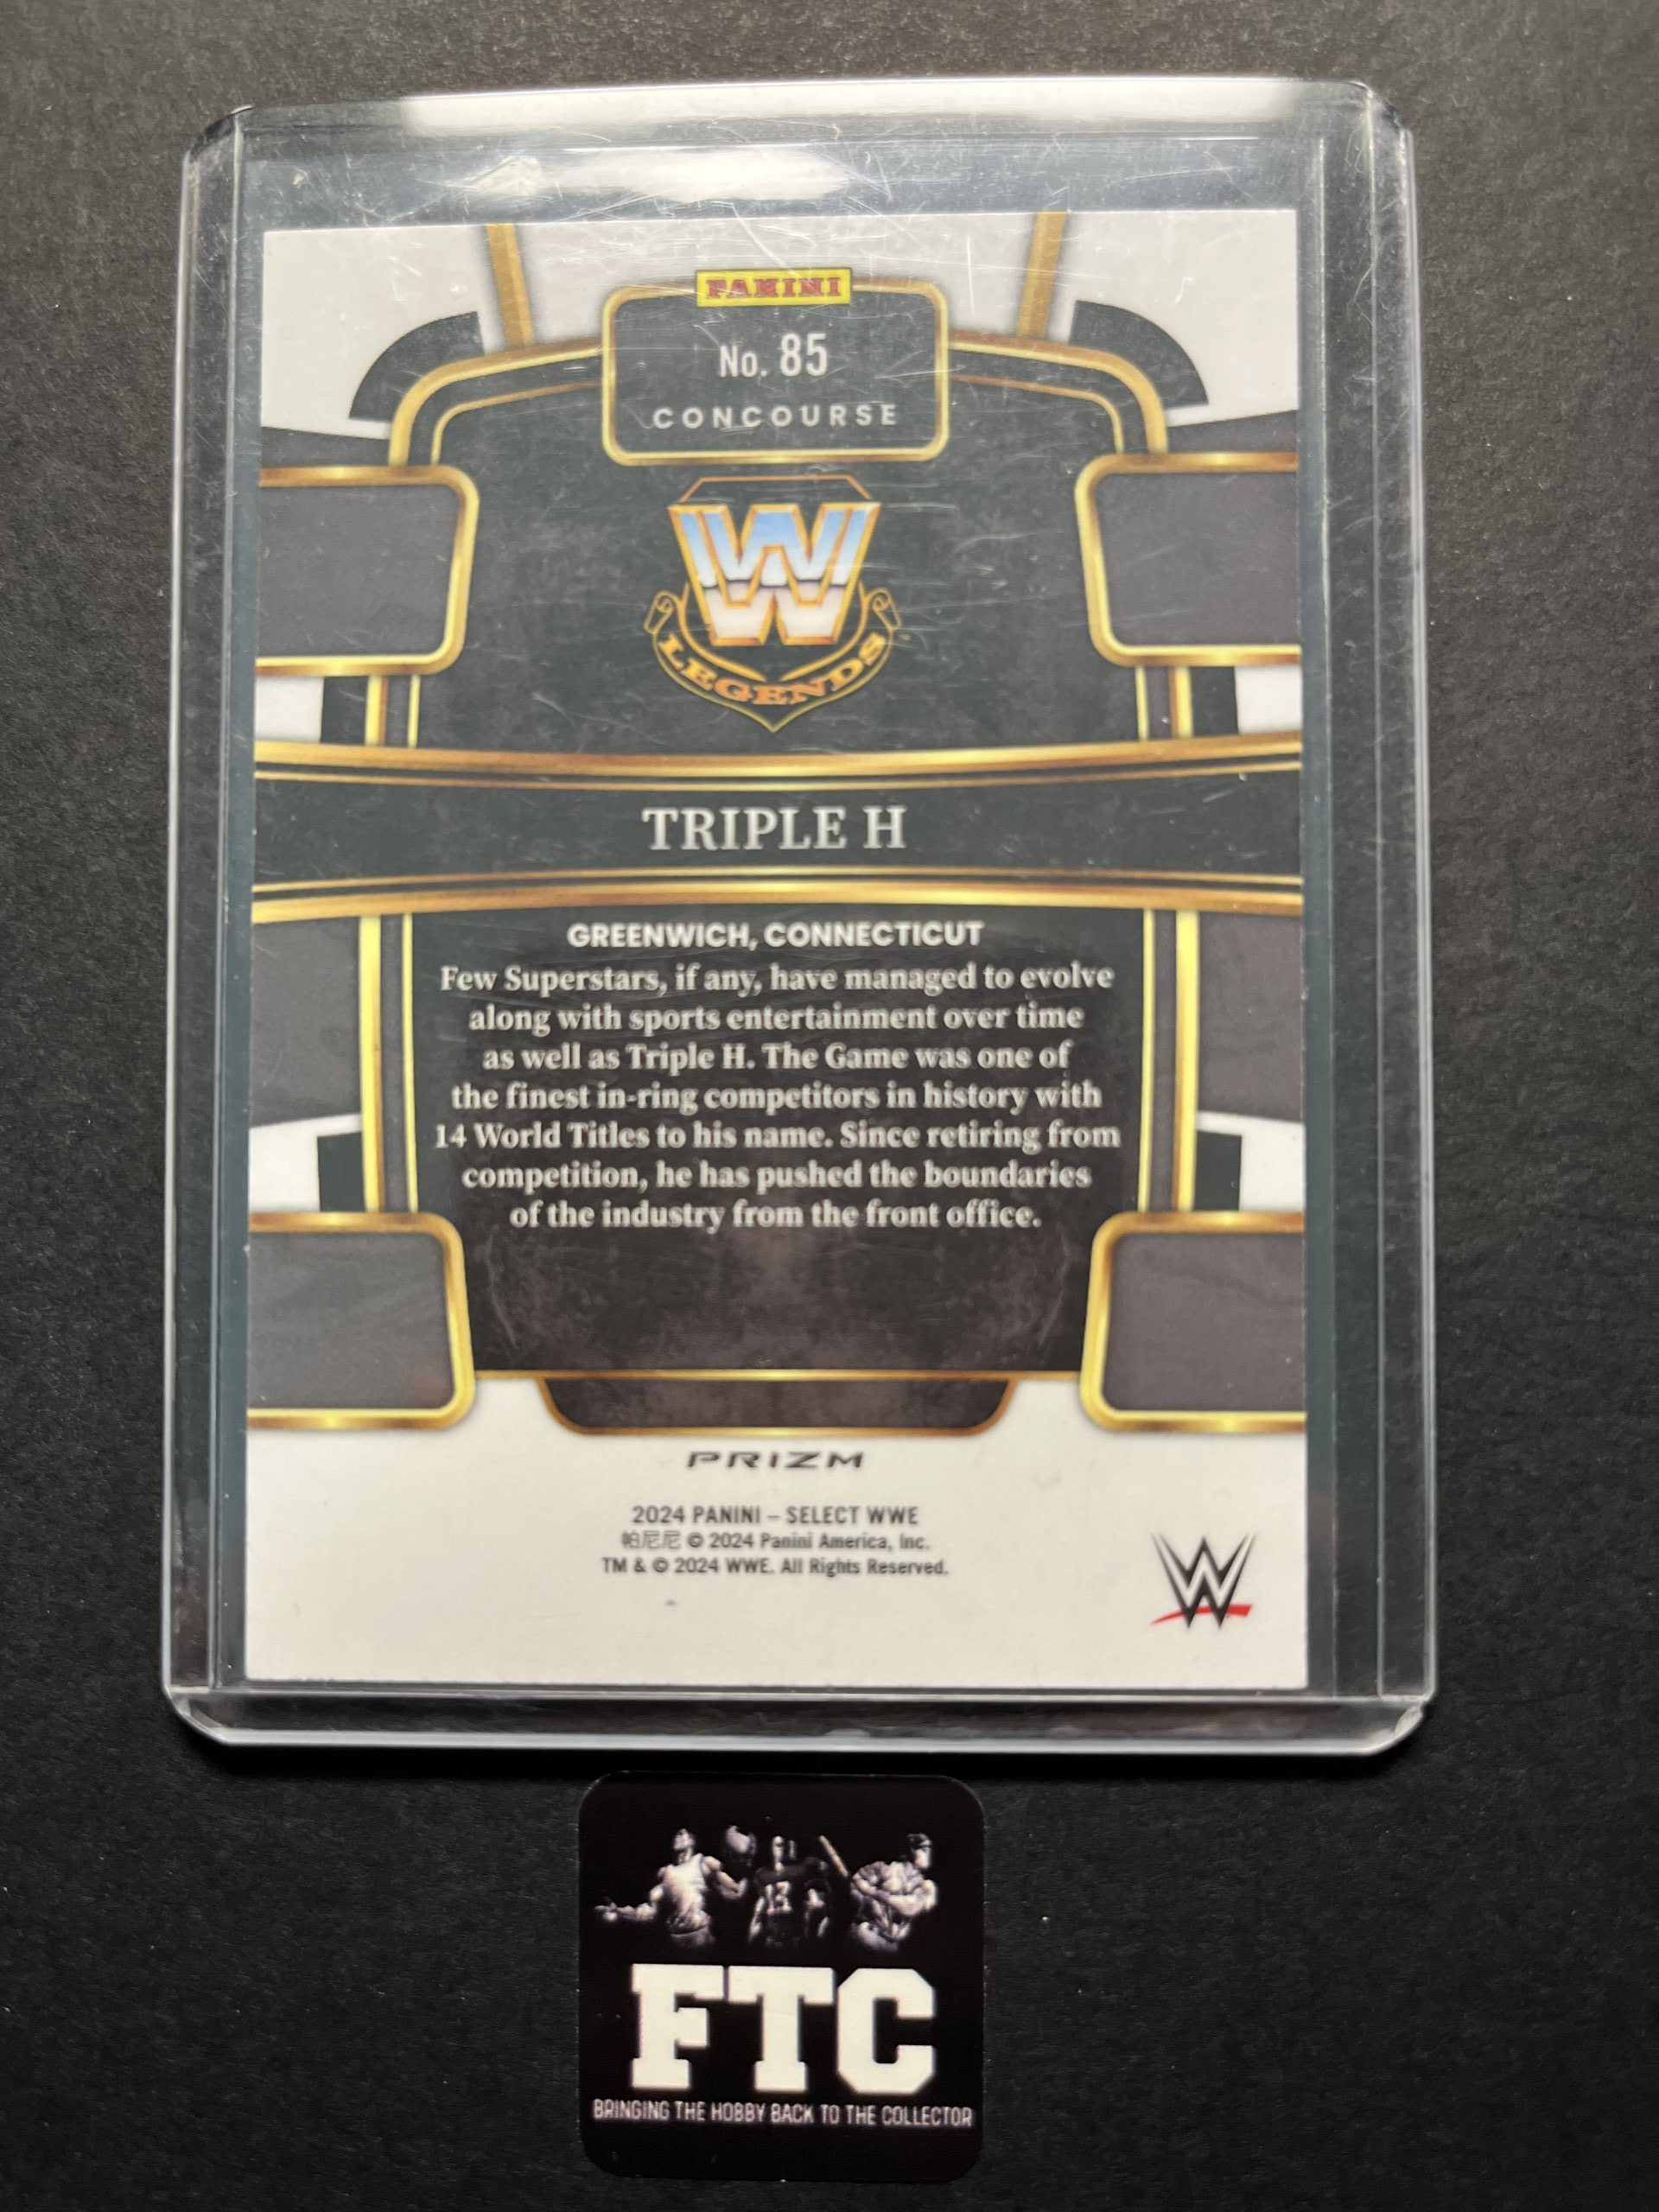 PANINI
No. 85
CONCOURSE
W
LEGENDS
TRIPLE H
GREENWICH, CONNECTICUT
Few Superstars, if any, have managed to evolve
along with sports entertainment over time
as well as Triple H. The Game was one of
the finest in-ring competitors in history with
14 World Titles to his name. Since retiring from
competition, he has pushed the boundaries
of the industry from the front office.
PRIZM
2024 PANINI – SELECT WWE
帕尼尼 © 2024 Panini America, Inc.
TM & © 2024 WWE. All Rights Reserved.
W
FTC
BRINGING THE HOBBY BACK TO THE COLLECTOR